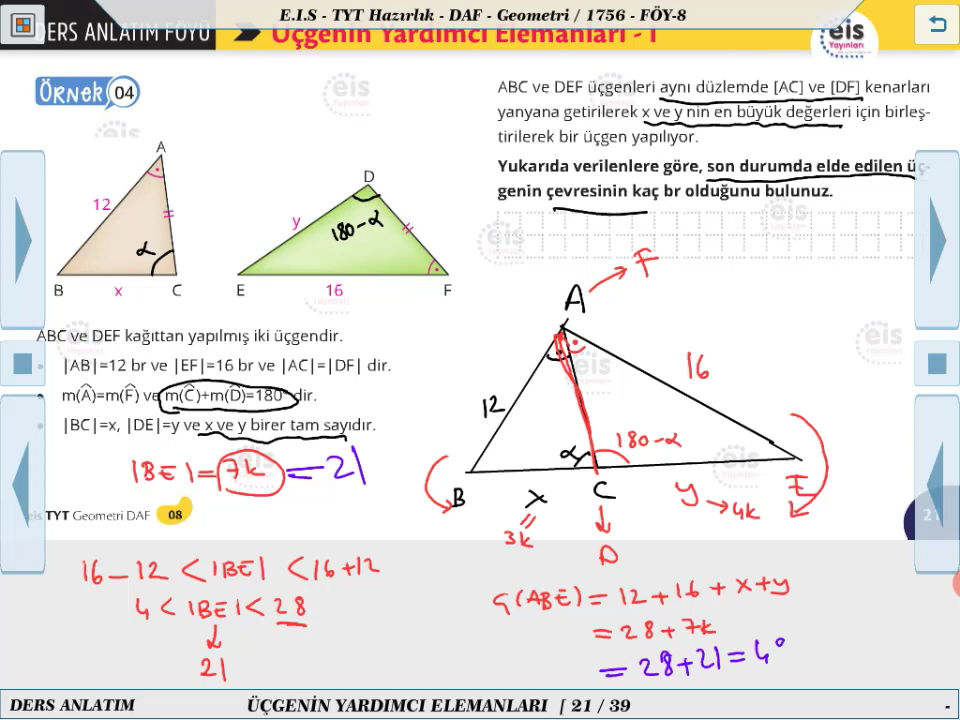 E.I.S - TYT Hazırlık - DAF - Geometri / 1756 - FÖY-8
DERS ANLATIM FÖYÜ
Üçgenin Yardımcı Elemanları - I
eis
Yayınları
ÖRNEK 04
A
12
α
B
x
C
D
y
180-α
E
16
F
ABC ve DEF kağıttan yapılmış iki üçgendir.
• |AB|=12 br ve |EF|=16 br ve |AC|=|DF| dir.
• m(Â)=m(F̂) ve m(Ĉ)+m(D̂)=180° dir.
• |BC|=x, |DE|=y ve x ve y birer tam sayıdır.
|BE|=7k=21
eis TYT Geometri DAF 08
ABC ve DEF üçgenleri aynı düzlemde [AC] ve [DF] kenarları
yanyana getirilerek x ve y nin en büyük değerleri için birleş-
tirilerek bir üçgen yapılıyor.
Yukarıda verilenlere göre, son durumda elde edilen üç-
genin çevresinin kaç br olduğunu bulunuz.
A → F
12
16
α
180-α
B
x
C
y → 4k
E
=
3k
D
16-12 < |BE| < 16+12
4 < |BE| < 28
↓
21
Ç(ABE) = 12+16+x+y
= 28+7k
= 28+21=4
DERS ANLATIM
ÜÇGENİN YARDIMCI ELEMANLARI
[ 21 / 39
-